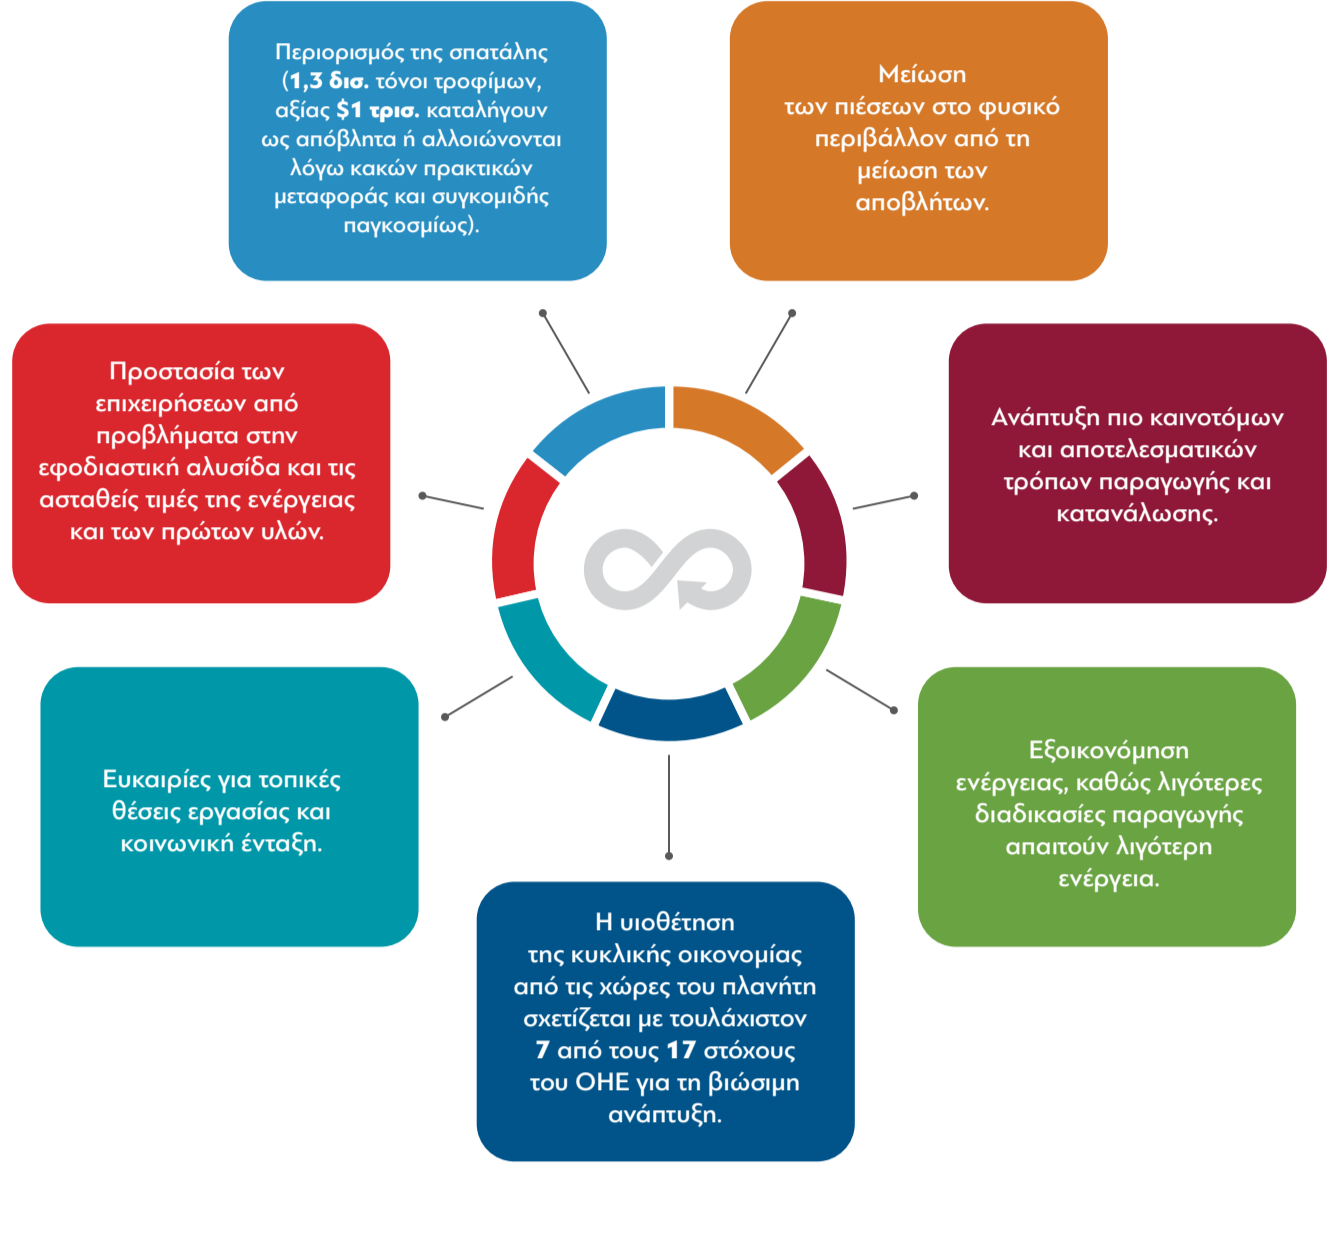 Περιορισμός της σπατάλης
(1,3 δισ. τόνοι τροφίμων,
αξίας $1 τρισ. καταλήγουν
ως απόβλητα ή αλλοιώνονται
λόγω κακών πρακτικών
μεταφοράς και συγκομιδής
παγκοσμίως).
Μείωση
των πιέσεων στο φυσικό
περιβάλλον από τη
μείωση των
αποβλήτων.
Προστασία των
επιχειρήσεων από
προβλήματα στην
εφοδιαστική αλυσίδα και τις
ασταθείς τιμές της ενέργειας
και των πρώτων υλών.
Ανάπτυξη πιο καινοτόμων
και αποτελεσματικών
τρόπων παραγωγής και
κατανάλωσης.
Ευκαιρίες για τοπικές
θέσεις εργασίας και
κοινωνική ένταξη.
Εξοικονόμηση
ενέργειας, καθώς λιγότερες
διαδικασίες παραγωγής
απαιτούν λιγότερη
ενέργεια.
Η υιοθέτηση
της κυκλικής οικονομίας
από τις χώρες του πλανήτη
σχετίζεται με τουλάχιστον
7 από τους 17 στόχους
του ΟΗΕ για τη βιώσιμη
ανάπτυξη.